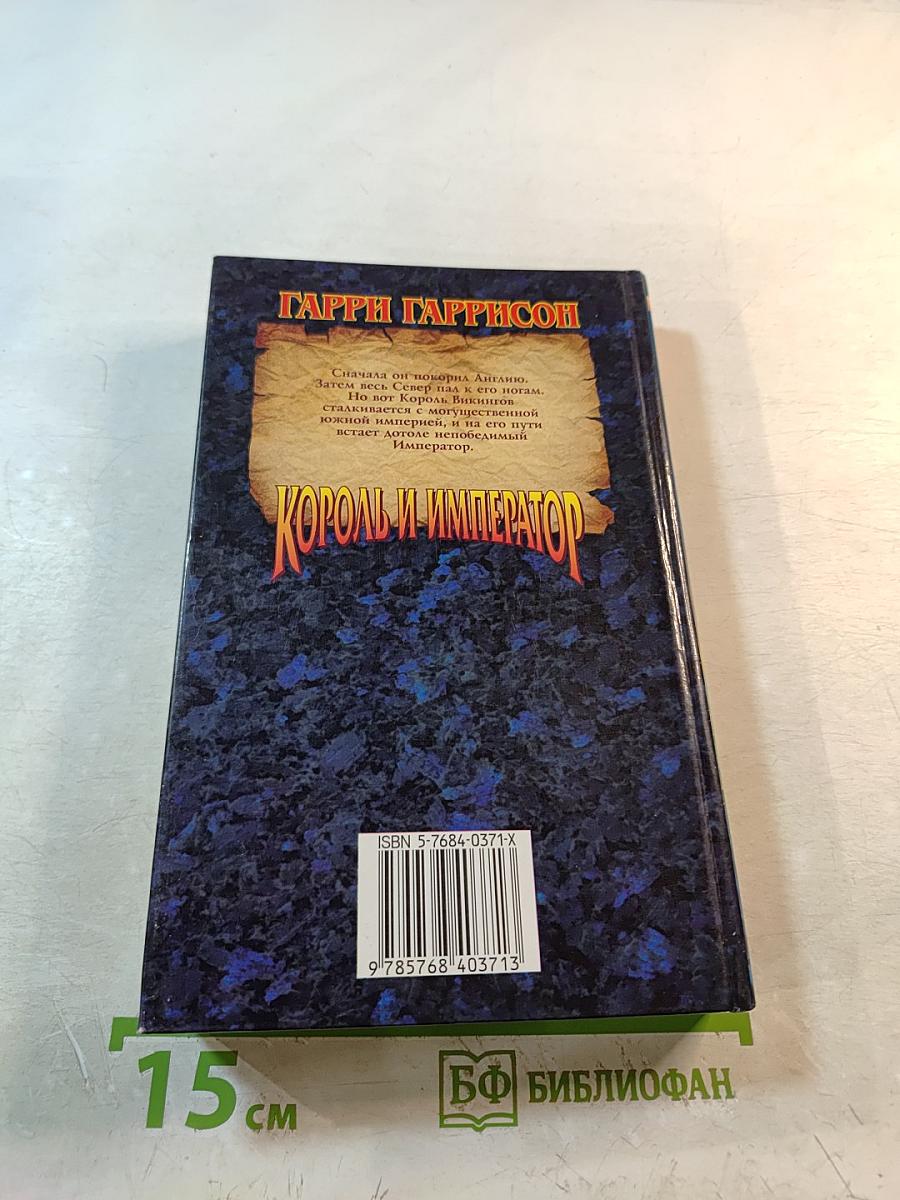 ГАРРИ ГАРРИСОН
Сначала он покорил Англию.
Затем весь Север пал к его ногам.
Но вот Король Викингов
сталкивается с могущественной
южной империей, и на его пути
встает дотоле непобедимый
Император.
КОРОЛЬ И ИМПЕРАТОР
ISBN 5-7684-0371-X
9 785768 403713
15 см
БФ БИБЛИОФАН